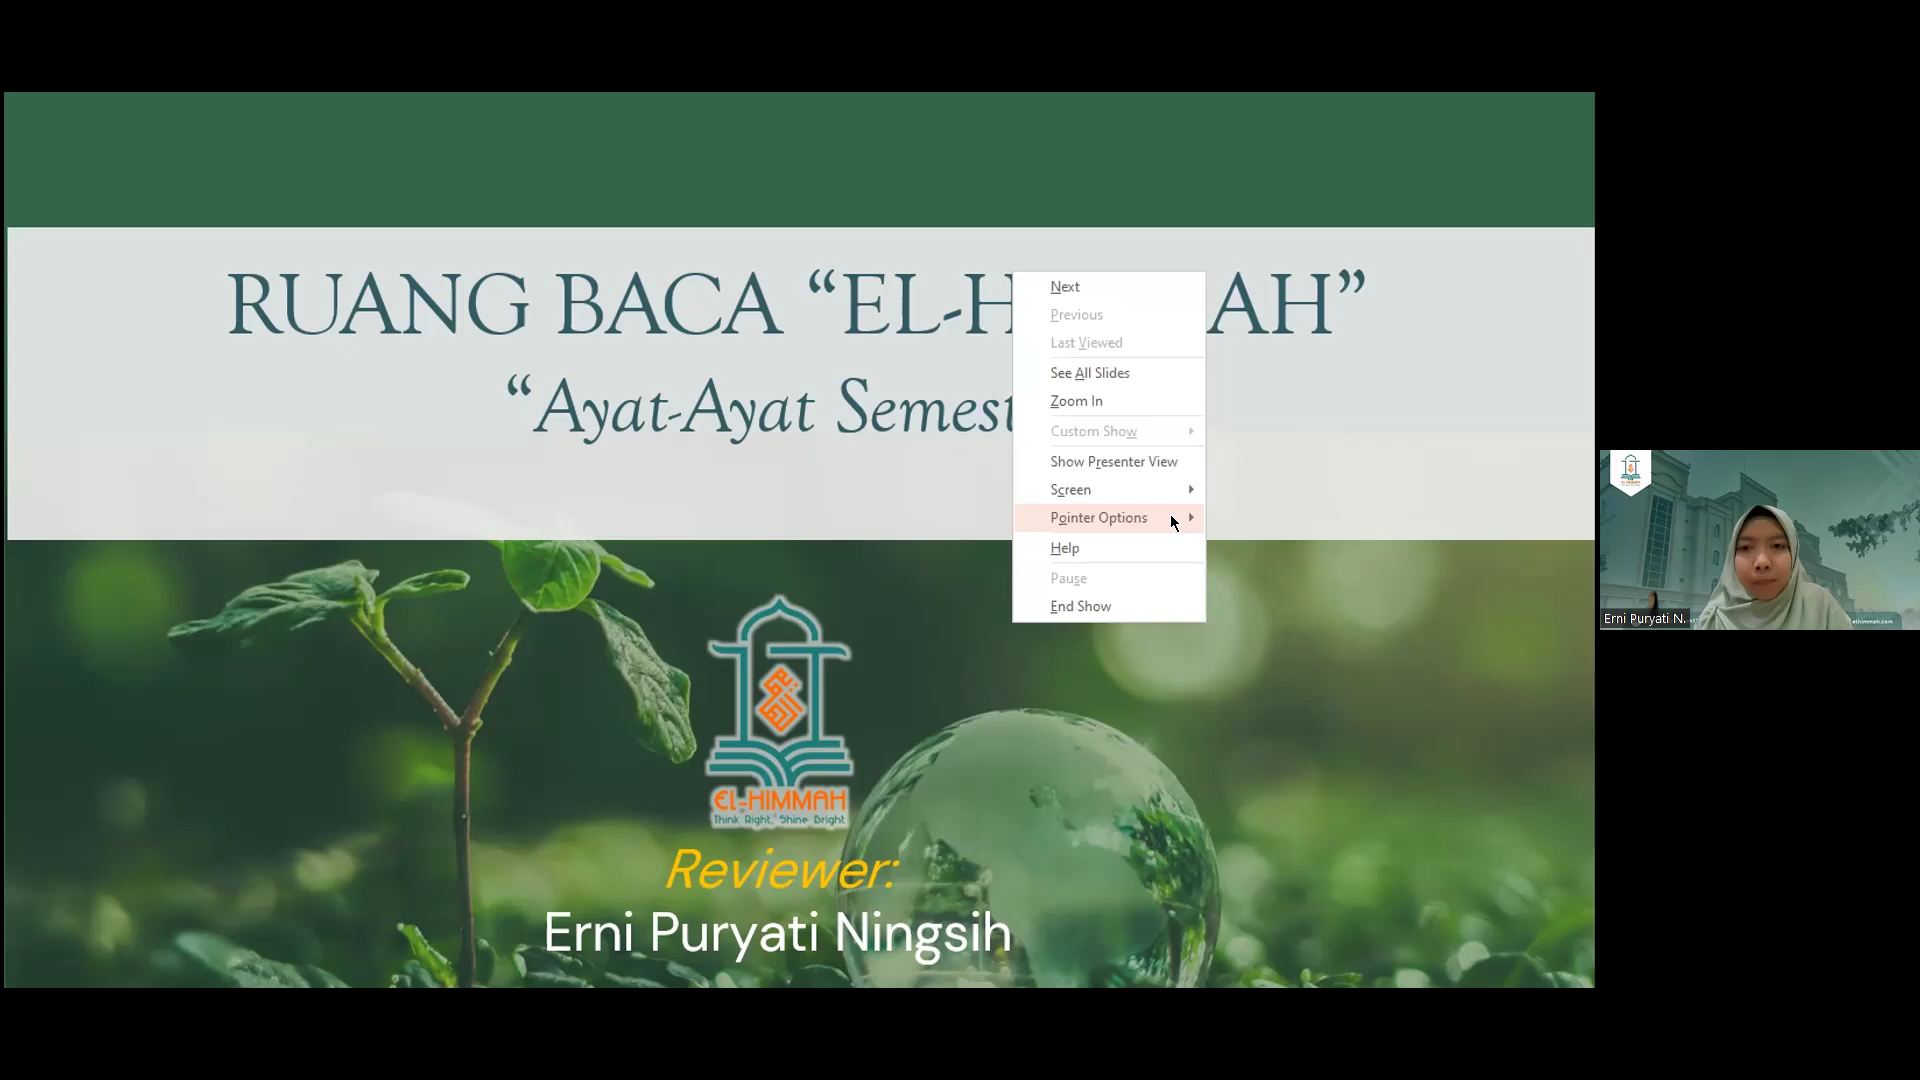 RUANG BACA “EL-H AH”
“Ayat-Ayat
Next
Previous
Last Viewed
See All Slides
Zoom In
Custom Show
Show Presenter View
Screen
Pointer Options
Help
Pause
End Show
EL-HIMMAH
Think Right, Shine Bright
Reviewer:
Erni Puryati Ningsih
Erni Puryati N.
elhimmah.com